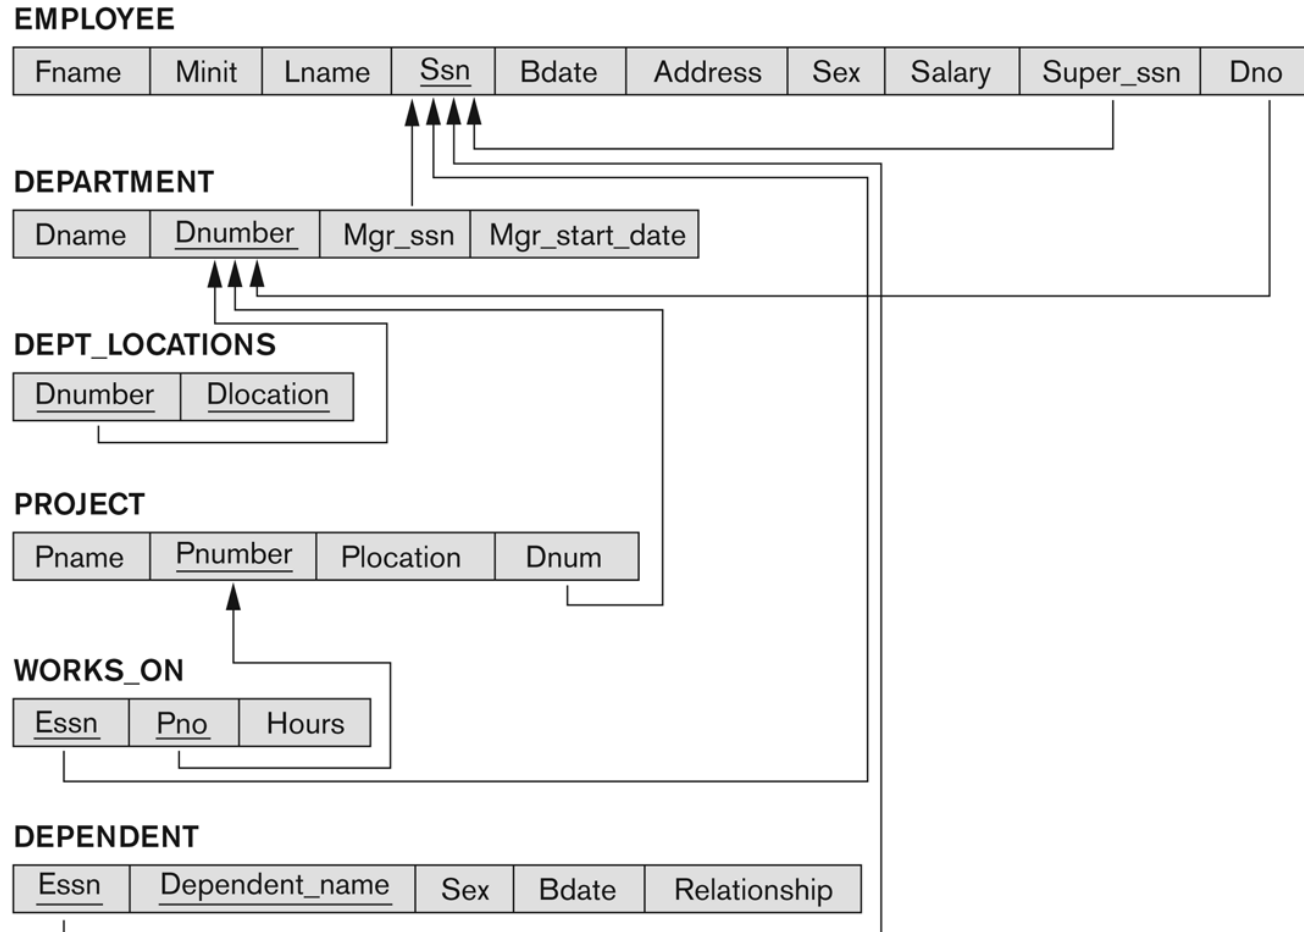 EMPLOYEE
Fname Minit Lname Ssn Bdate Address Sex Salary Super_ssn Dno
DEPARTMENT
Dname Dnumber Mgr_ssn Mgr_start_date
DEPT_LOCATIONS
Dnumber Dlocation
PROJECT
Pname Pnumber Plocation Dnum
WORKS_ON
Essn Pno Hours
DEPENDENT
Essn Dependent_name Sex Bdate Relationship